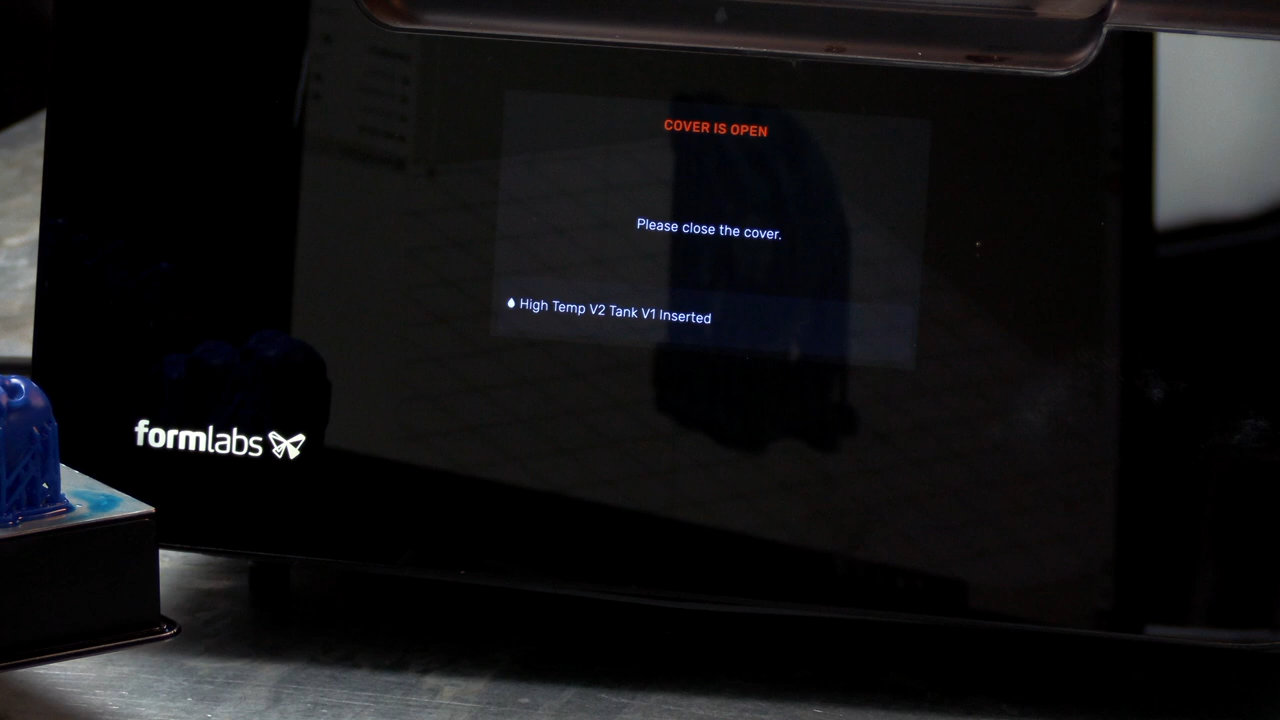 COVER IS OPEN
Please close the cover.
High Temp V2 Tank V1 Inserted
formlabs